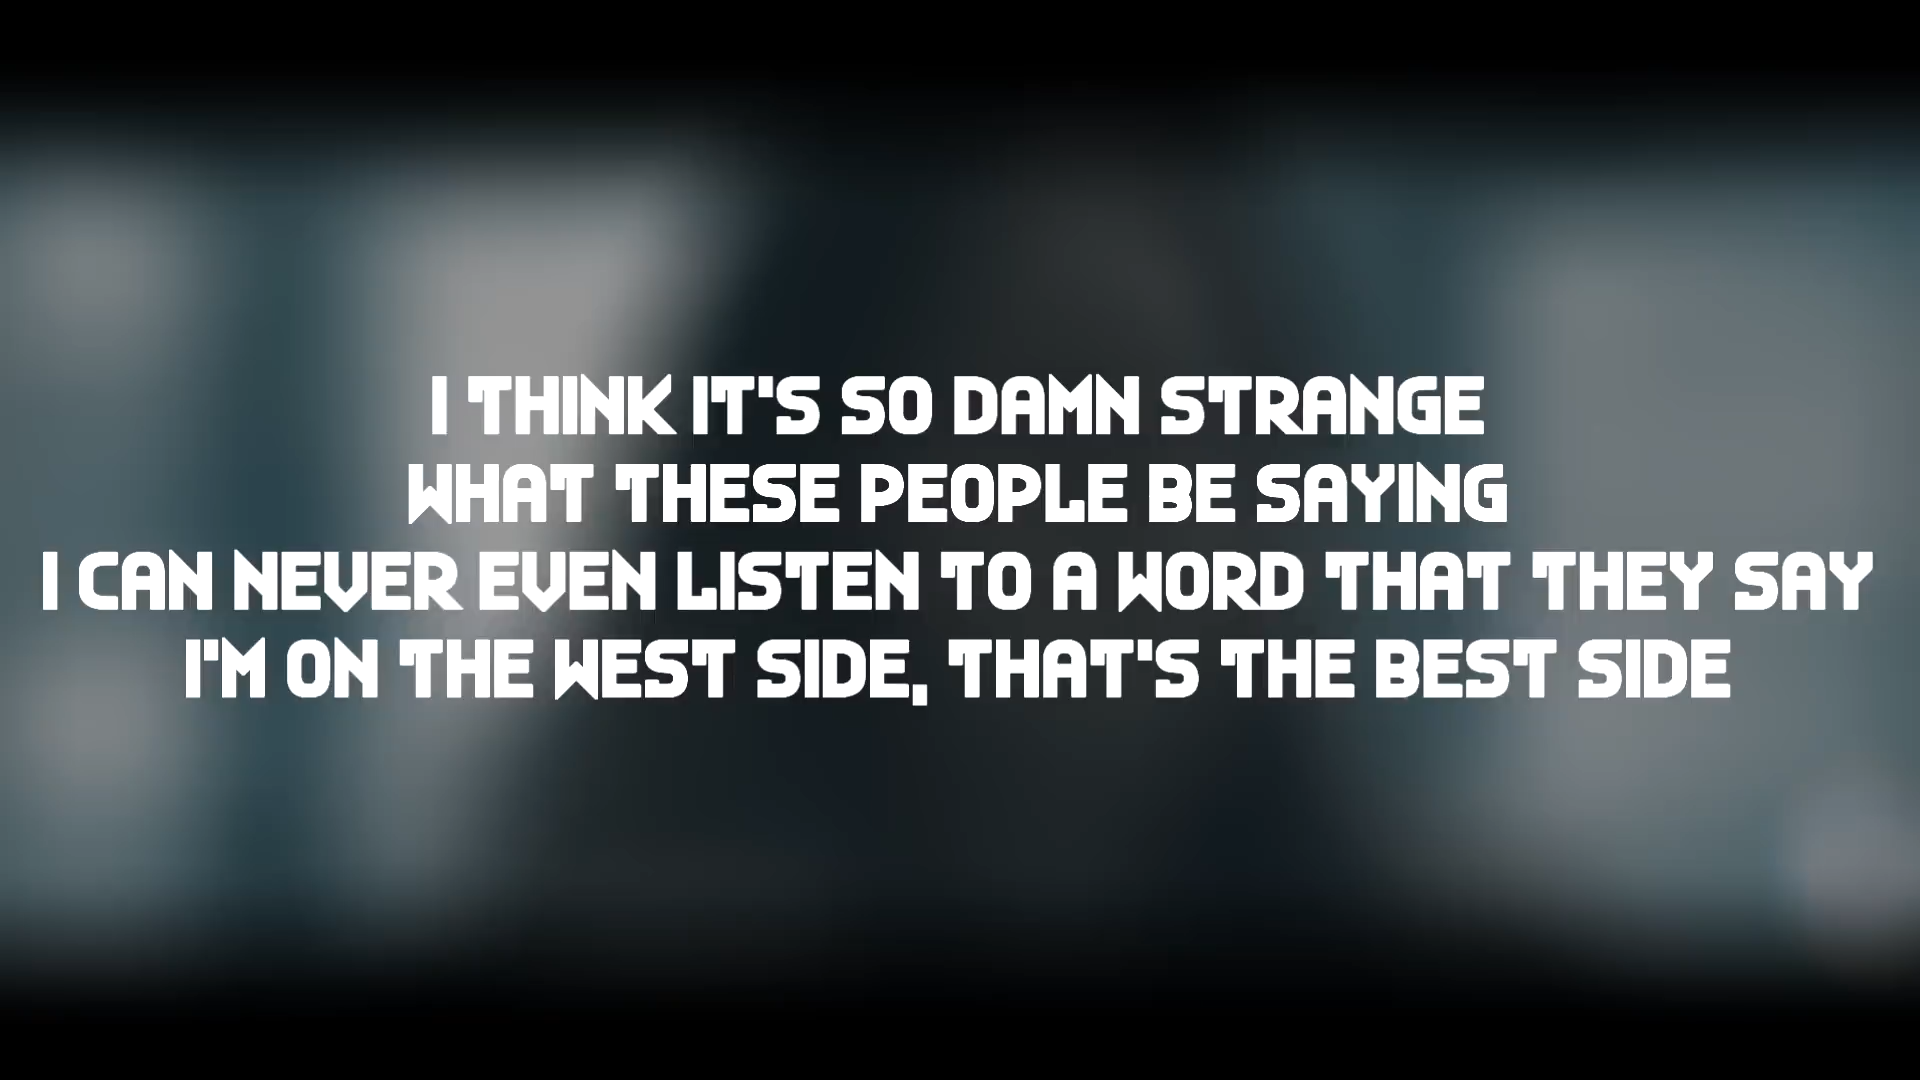 I THINK IT'S SO DAMN STRANGE
WHAT THESE PEOPLE BE SAYING
I CAN NEVER EVEN LISTEN TO A WORD THAT THEY SAY
I'M ON THE WEST SIDE, THAT'S THE BEST SIDE